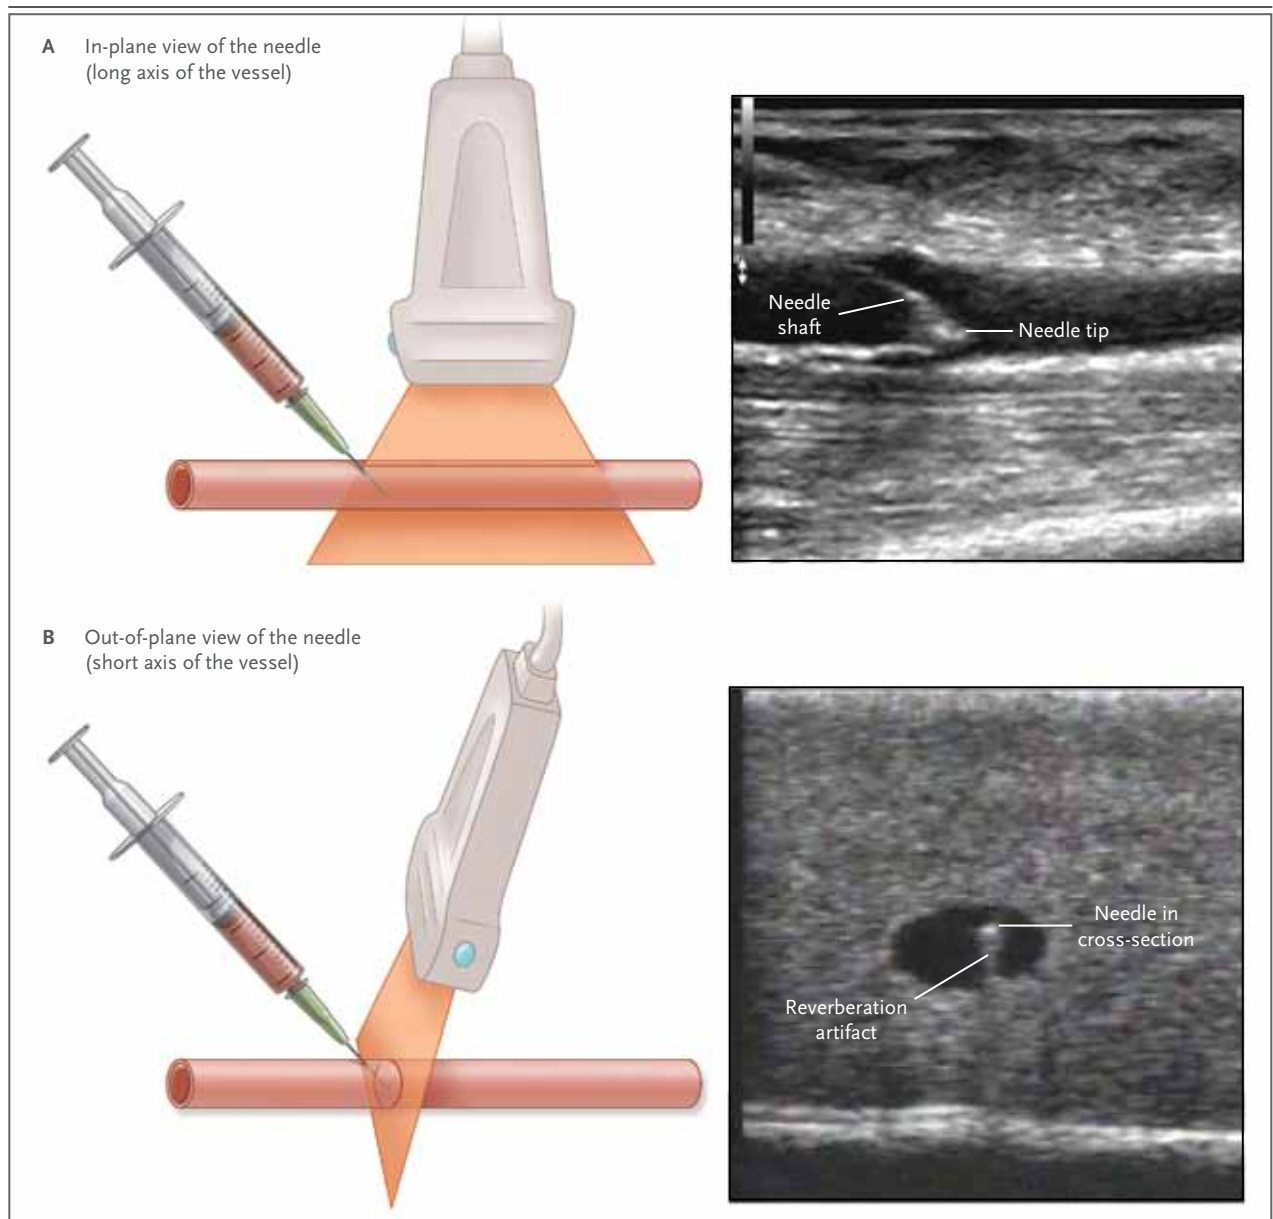 A In-plane view of the needle
(long axis of the vessel)
Needle
shaft
Needle tip
B Out-of-plane view of the needle
(short axis of the vessel)
Needle in
cross-section
Reverberation
artifact